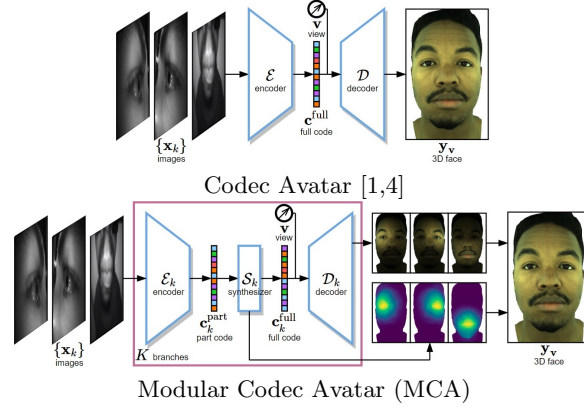 v
view
ℰ
encoder
𝒟
decoder
c^full
full code
{x_k}
images
y_v
3D face
Codec Avatar [1,4]
v
view
ℰ_k
encoder
𝒮_k
synthesizer
𝒟_k
decoder
c_k^part
part code
c_k^full
full code
K branches
{x_k}
images
y_v
3D face
Modular Codec Avatar (MCA)